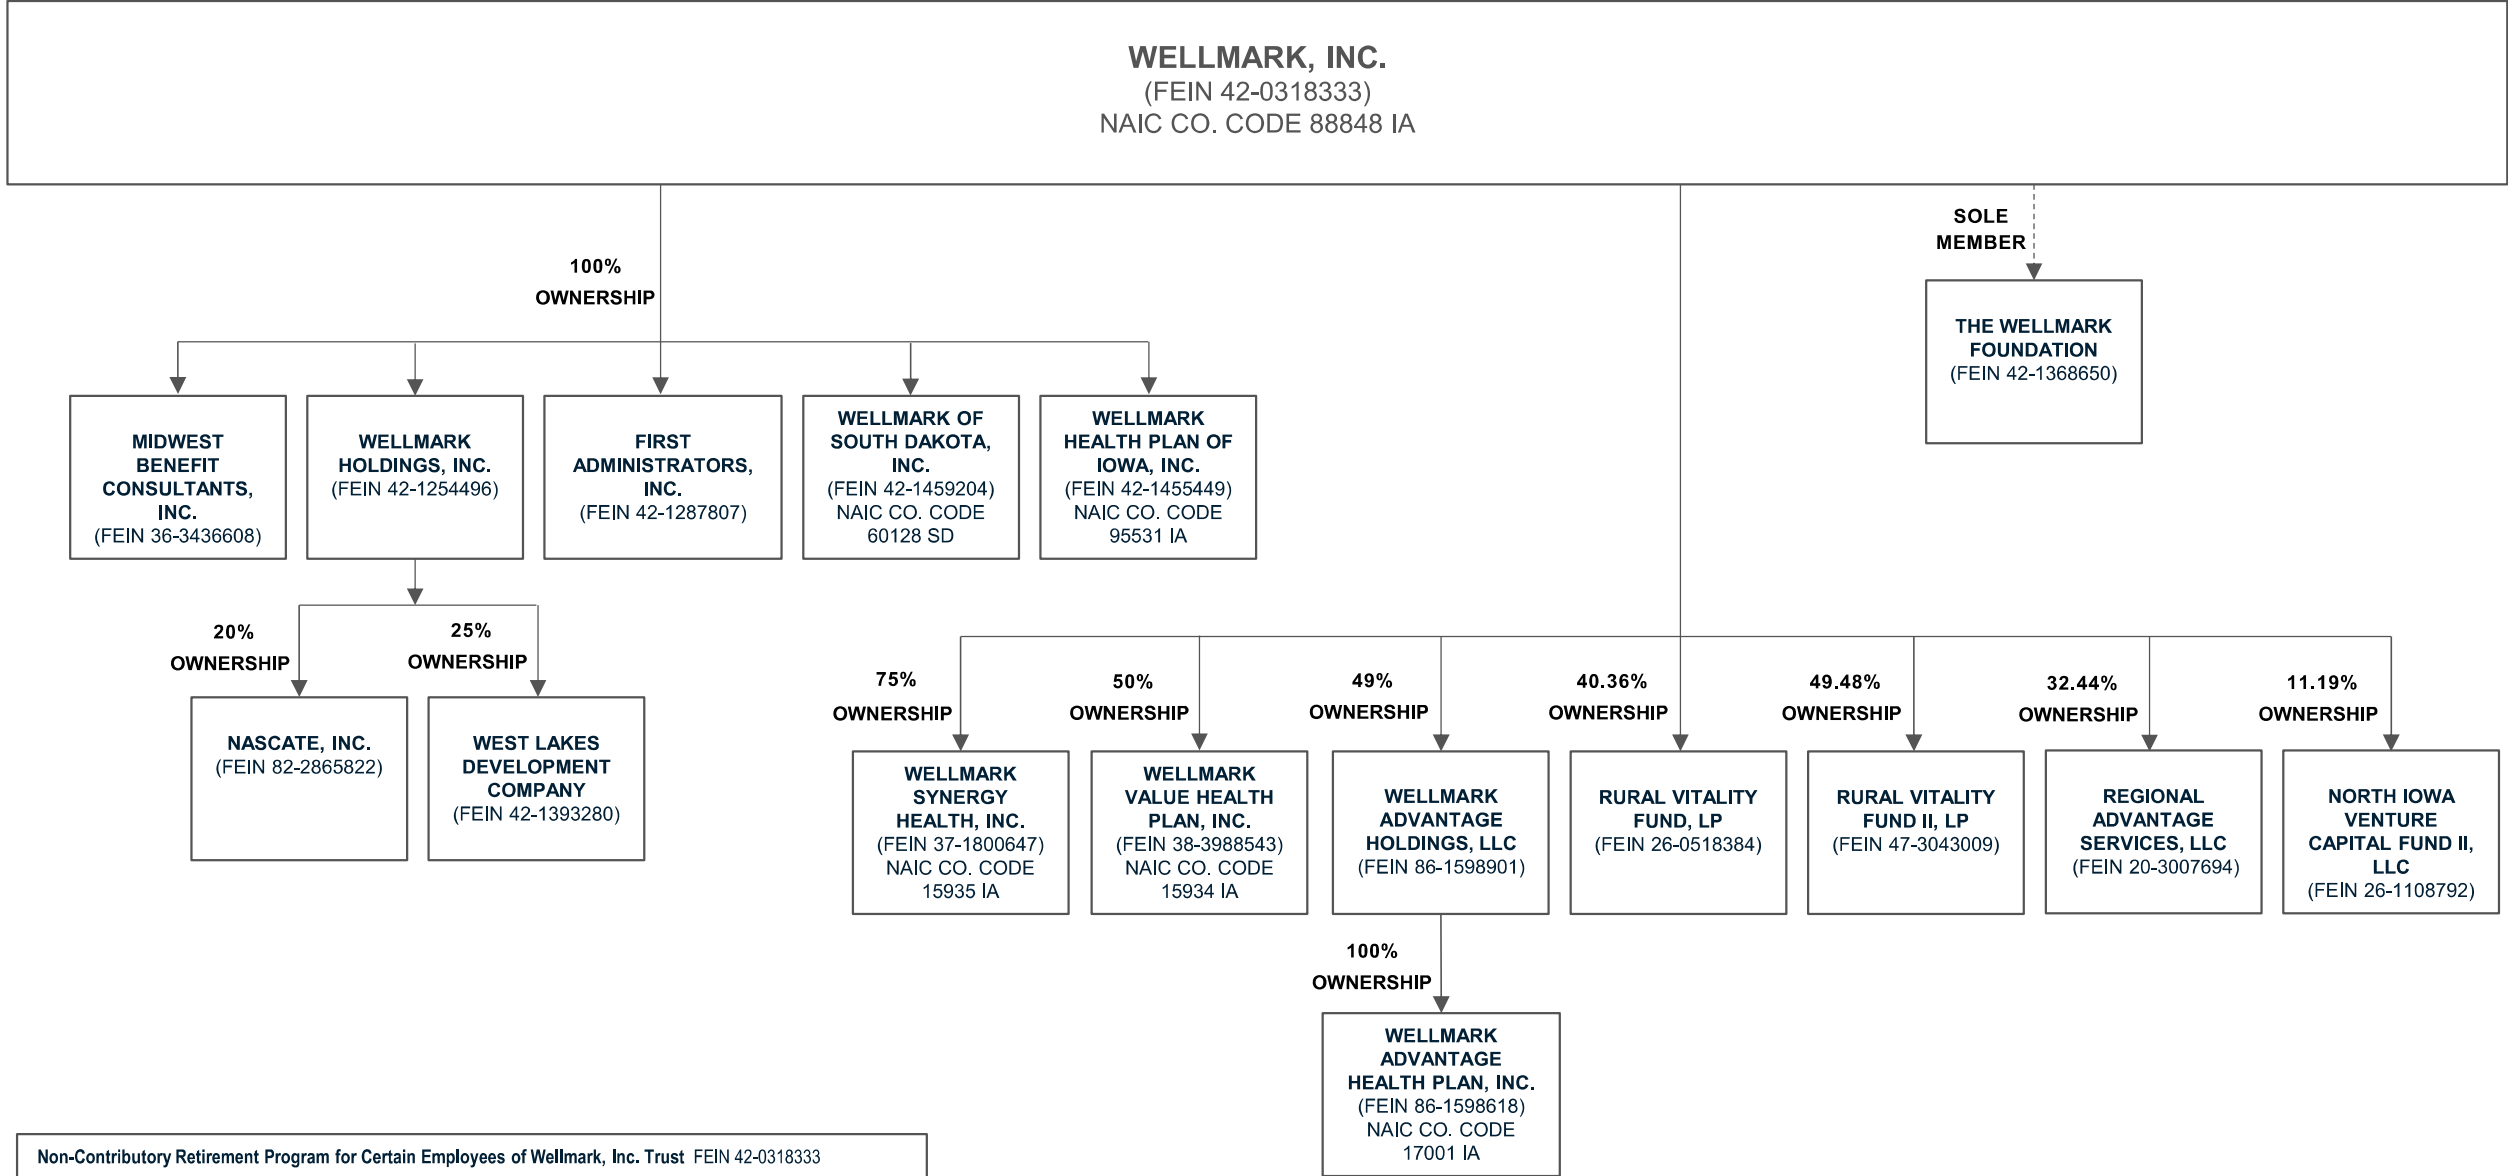 WELLMARK, INC.
(FEIN 42-0318333)
NAIC CO. CODE 88848 IA
SOLE
MEMBER
100%
OWNERSHIP
THE WELLMARK
FOUNDATION
(FEIN 42-1368650)
MIDWEST
BENEFIT
CONSULTANTS,
INC.
(FEIN 36-3436608)
WELLMARK
HOLDINGS, INC.
(FEIN 42-1254496)
FIRST
ADMINISTRATORS,
INC.
(FEIN 42-1287807)
WELLMARK OF
SOUTH DAKOTA,
INC.
(FEIN 42-1459204)
NAIC CO. CODE
60128 SD
WELLMARK
HEALTH PLAN OF
IOWA, INC.
(FEIN 42-1455449)
NAIC CO. CODE
95531 IA
20%
OWNERSHIP
25%
OWNERSHIP
NASCATE, INC.
(FEIN 82-2865822)
WEST LAKES
DEVELOPMENT
COMPANY
(FEIN 42-1393280)
75%
OWNERSHIP
50%
OWNERSHIP
49%
OWNERSHIP
40.36%
OWNERSHIP
49.48%
OWNERSHIP
32.44%
OWNERSHIP
11.19%
OWNERSHIP
WELLMARK
SYNERGY
HEALTH, INC.
(FEIN 37-1800647)
NAIC CO. CODE
15935 IA
WELLMARK
VALUE HEALTH
PLAN, INC.
(FEIN 38-3988543)
NAIC CO. CODE
15934 IA
WELLMARK
ADVANTAGE
HOLDINGS, LLC
(FEIN 86-1598901)
RURAL VITALITY
FUND, LP
(FEIN 26-0518384)
RURAL VITALITY
FUND II, LP
(FEIN 47-3043009)
REGIONAL
ADVANTAGE
SERVICES, LLC
(FEIN 20-3007694)
NORTH IOWA
VENTURE
CAPITAL FUND II,
LLC
(FEIN 26-1108792)
100%
OWNERSHIP
WELLMARK
ADVANTAGE
HEALTH PLAN, INC.
(FEIN 86-1598618)
NAIC CO. CODE
17001 IA
Non-Contributory Retirement Program for Certain Employees of Wellmark, Inc. Trust FEIN 42-0318333